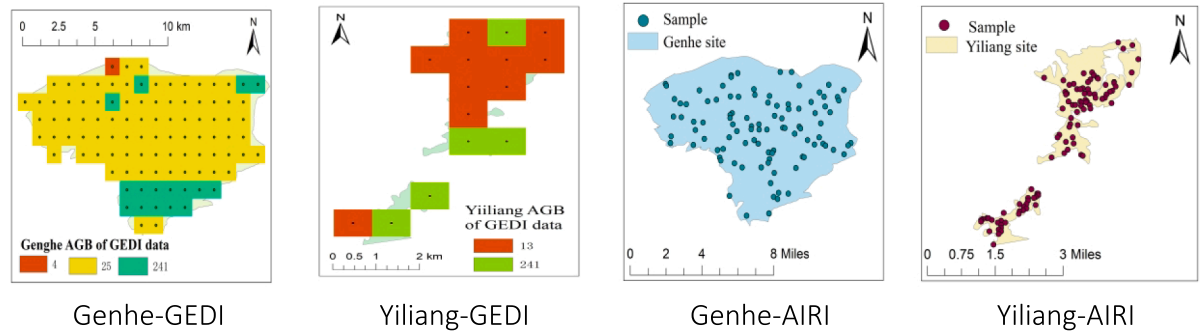 0 2.5 5 10 km
N
Genghe AGB of GEDI data
4 25 241
Genhe-GEDI
N
Yiiliang AGB
of GEDI data
13
241
0 0.5 1 2 km
Yiliang-GEDI
Sample
Genhe site
N
0 2 4 8 Miles
Genhe-AIRI
Sample
Yiliang site
N
0 0.75 1.5 3 Miles
Yiliang-AIRI